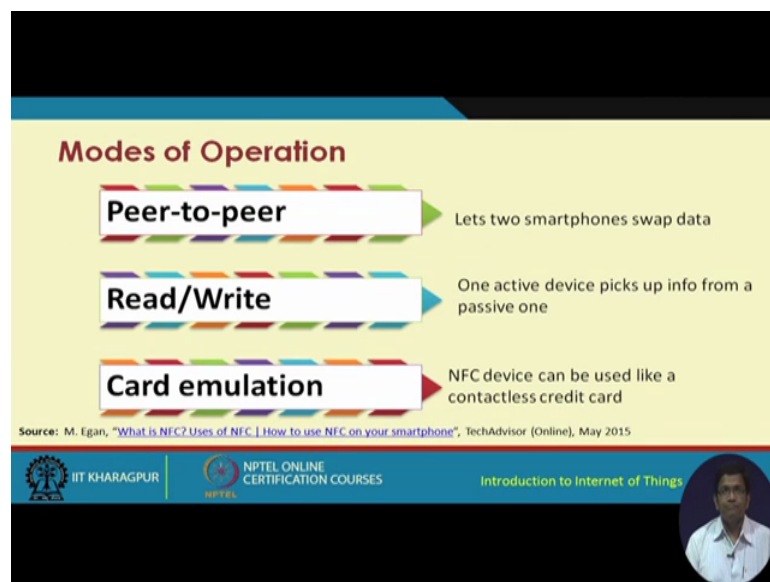 Modes of Operation
Peer-to-peer
Lets two smartphones swap data
Read/Write
One active device picks up info from a
passive one
Card emulation
NFC device can be used like a
contactless credit card
Source: M. Egan, “What is NFC? Uses of NFC | How to use NFC on your smartphone”, TechAdvisor (Online), May 2015
IIT KHARAGPUR
NPTEL
NPTEL ONLINE
CERTIFICATION COURSES
Introduction to Internet of Things